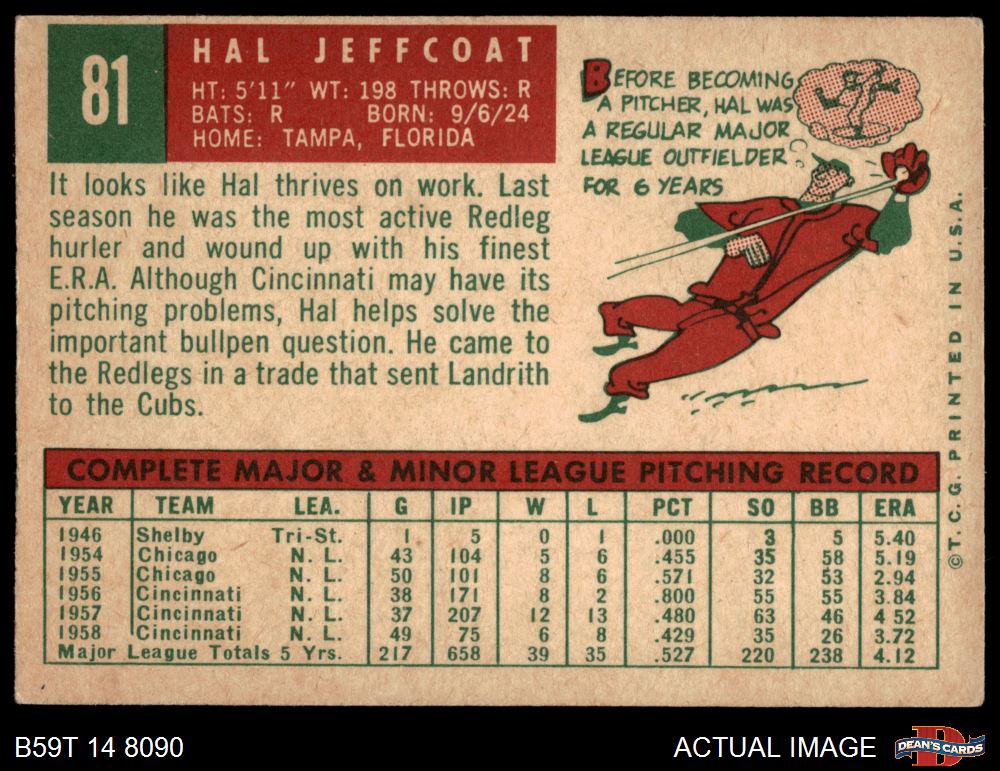 81
HAL JEFFCOAT
HT: 5'11" WT: 198 THROWS: R
BATS: R BORN: 9/6/24
HOME: TAMPA, FLORIDA
It looks like Hal thrives on work. Last
season he was the most active Redleg
hurler and wound up with his finest
E.R.A. Although Cincinnati may have its
pitching problems, Hal helps solve the
important bullpen question. He came to
the Redlegs in a trade that sent Landrith
to the Cubs.
BEFORE BECOMING
A PITCHER, HAL WAS
A REGULAR MAJOR
LEAGUE OUTFIELDER
FOR 6 YEARS
COMPLETE MAJOR & MINOR LEAGUE PITCHING RECORD
YEAR TEAM LEA. G IP W L PCT SO BB ERA
1946 Shelby Tri-St. 1 5 0 1 .000 3 5 5.40
1954 Chicago N. L. 43 104 5 6 .455 35 58 5.19
1955 Chicago N. L. 50 101 8 6 .571 32 53 2.94
1956 Cincinnati N. L. 38 171 8 2 .800 55 55 3.84
1957 Cincinnati N. L. 37 207 12 13 .480 63 46 4 52
1958 Cincinnati N. L. 49 75 6 8 .429 35 26 3.72
Major League Totals 5 Yrs. 217 658 39 35 .527 220 238 4.12
©T. C. G. PRINTED IN U.S.A.
B59T 14 8090
ACTUAL IMAGE
DEAN'S CARDS